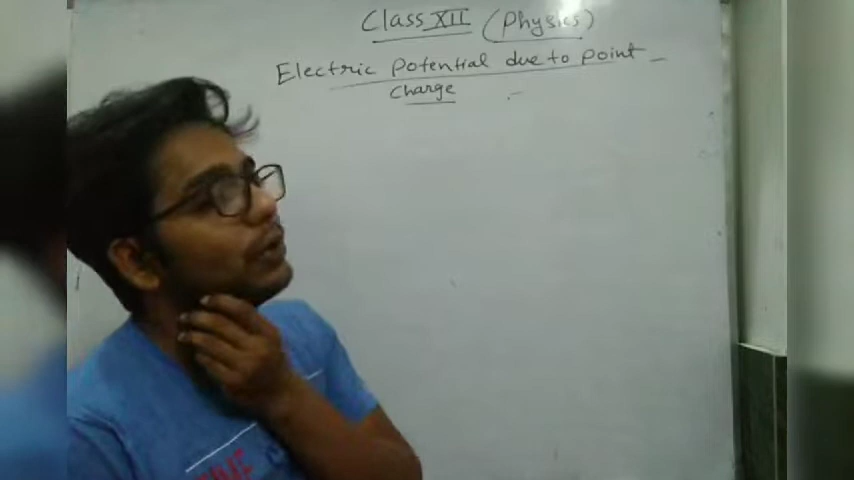 Class XII (Physics)
Electric Potential due to point
charge :-